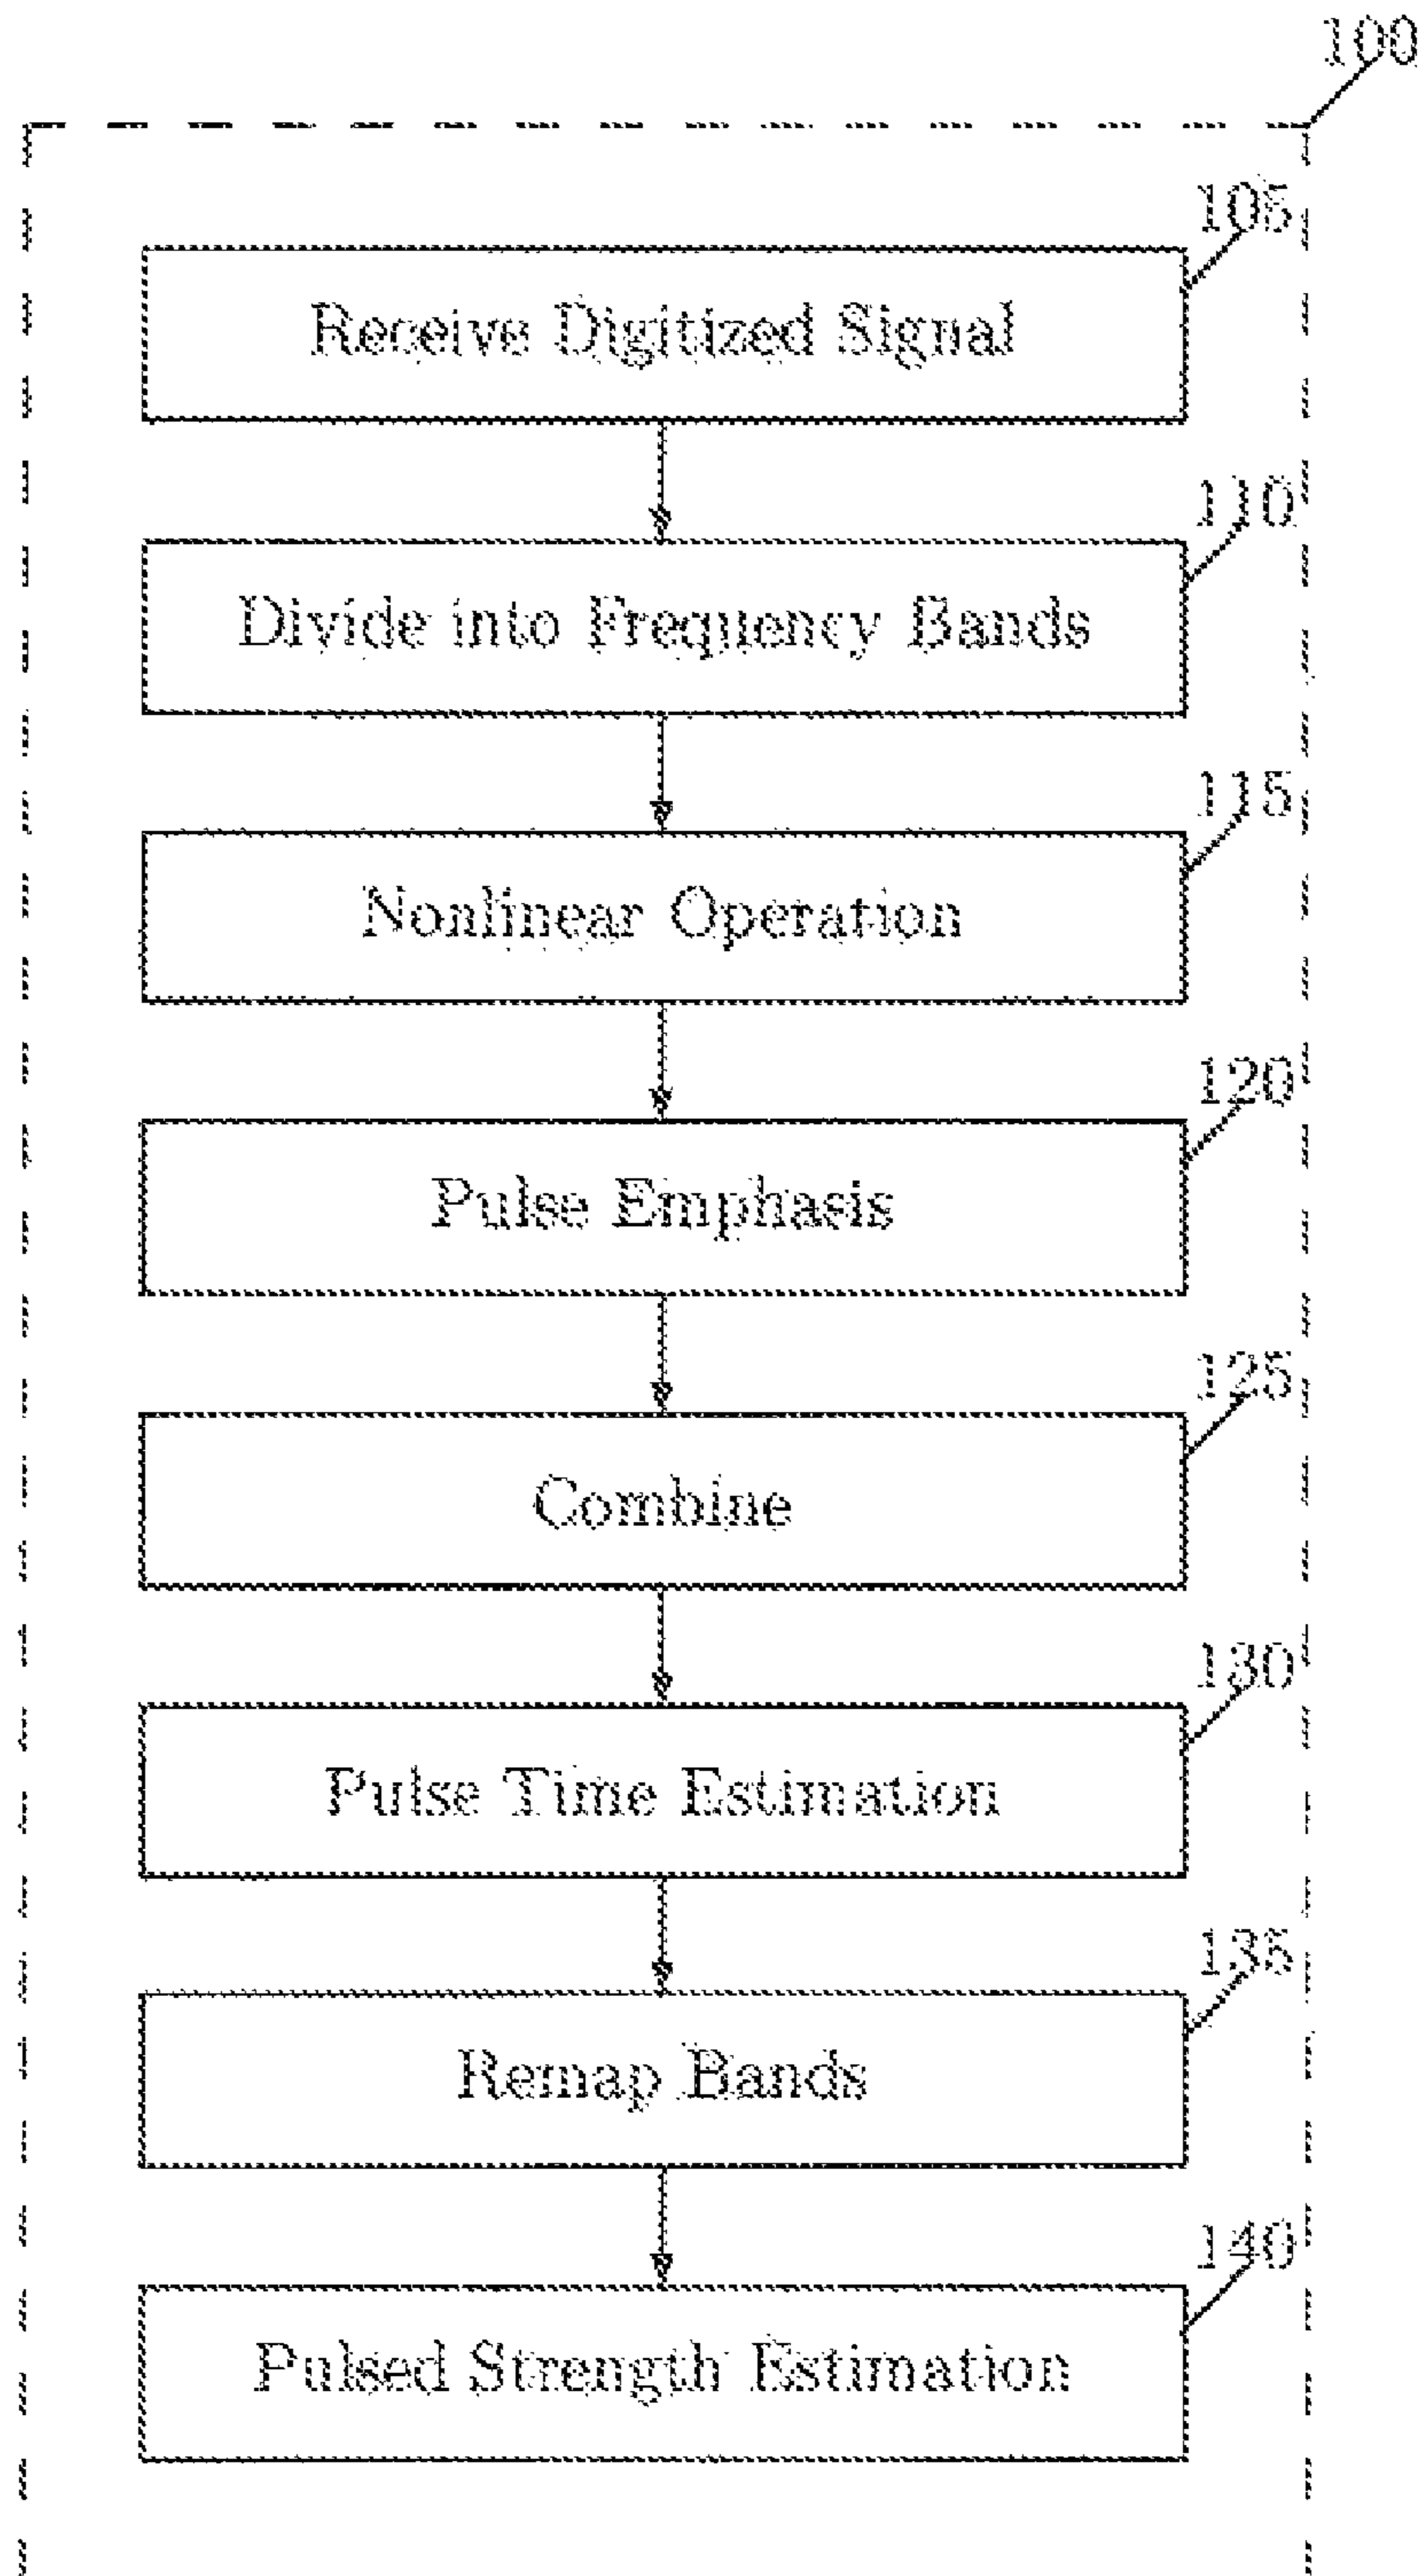 100
105
Receive Digitized Signal
110
Divide into Frequency Bands
115
Nonlinear Operation
120
Pulse Emphasis
125
Combine
130
Pulse Time Estimation
135
Remap Bands
140
Pulsed Strength Estimation